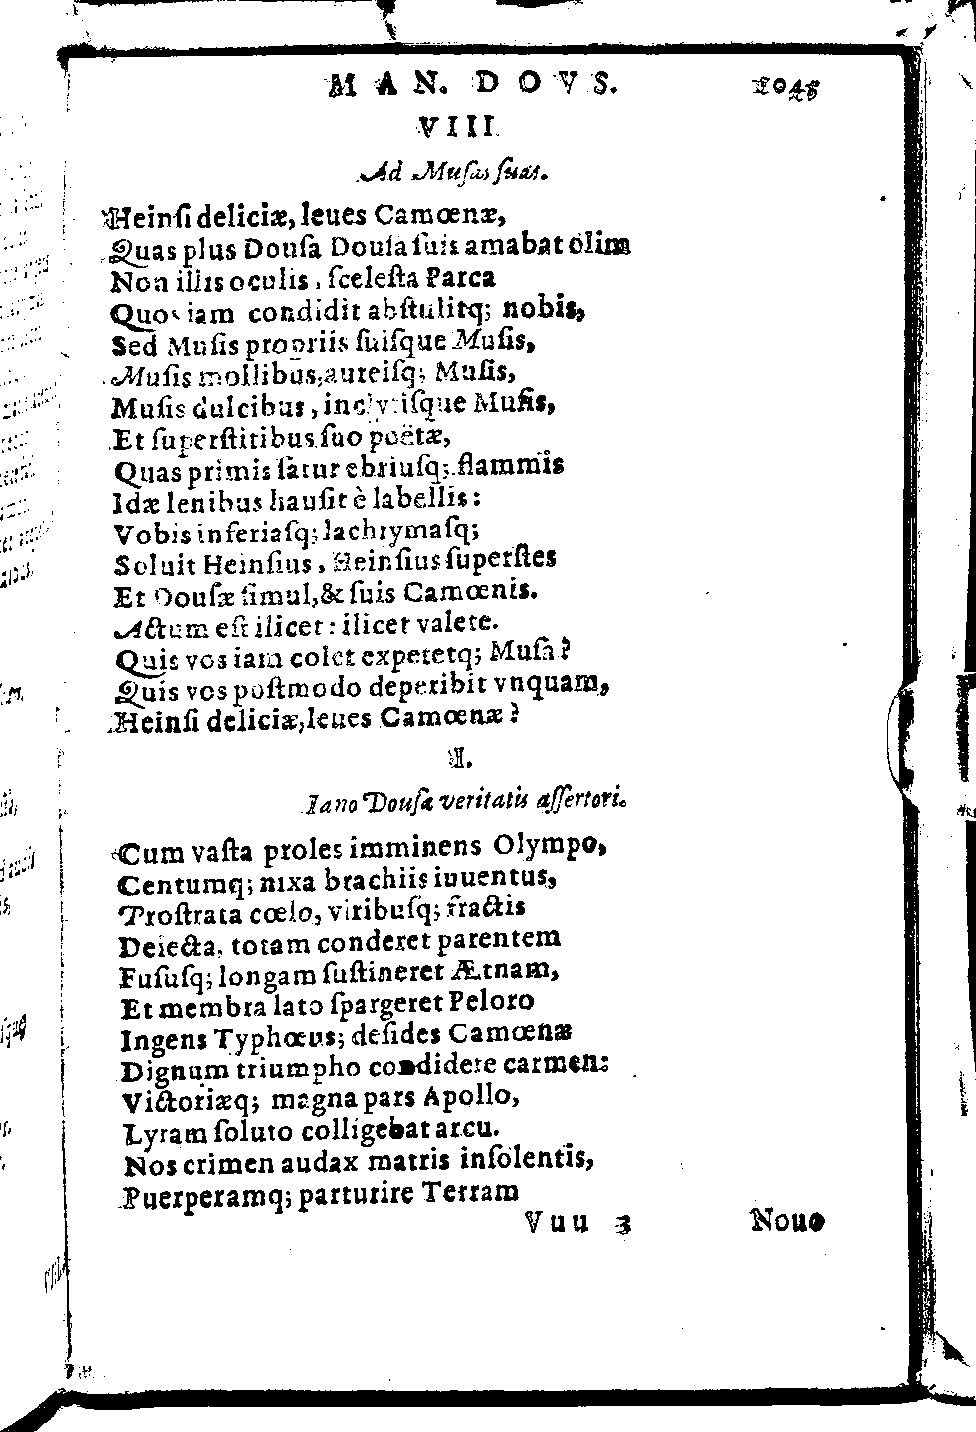 MAN. DOVS. 1045
VIII.
Ad Muſas ſuas.
Heinſi deliciæ, leues Camœnæ,
Quas plus Douſa Douſa ſuis amabat olim
Non illis oculis, ſceleſta Parca
Quos iam condidit abſtulitq; nobis,
Sed Muſis propriis ſuiſque Muſis,
Muſis mollibus, aureiſq; Muſis,
Muſis dulcibus, inclytiſque Muſis,
Et ſuperſtitibus ſuo poëtæ,
Quas primis ſatur ebriuſq; flammis
Idæ lenibus hauſit è labellis:
Vobis inferiaſq; lachrymaſq;
Soluit Heinſius, Heinſius ſuperſtes
Et Douſæ ſimul, & ſuis Camœnis.
Actum eſt ilicet: ilicet valete.
Quis vos iam colet expetetq; Muſa?
Quis vos poſtmodo deperibit vnquam,
Heinſi deliciæ, leues Camœnæ?
I.
Iano Douſa veritatis aſſertori.
Cum vaſta proles imminens Olympo,
Centumq; nixa brachiis iuuentus,
Proſtrata cœlo, viribuſq; fractis
Deiecta, totam conderet parentem
Fuſuſq; longam ſuſtineret Ætnam,
Et membra lato ſpargeret Peloro
Ingens Typhœus; deſides Camœnæ
Dignum triumpho condidere carmen:
Victoriæq; magna pars Apollo,
Lyram ſoluto colligebat arcu.
Nos crimen audax matris inſolentis,
Puerperamq; parturire Terram
Vuu 3 Nouo